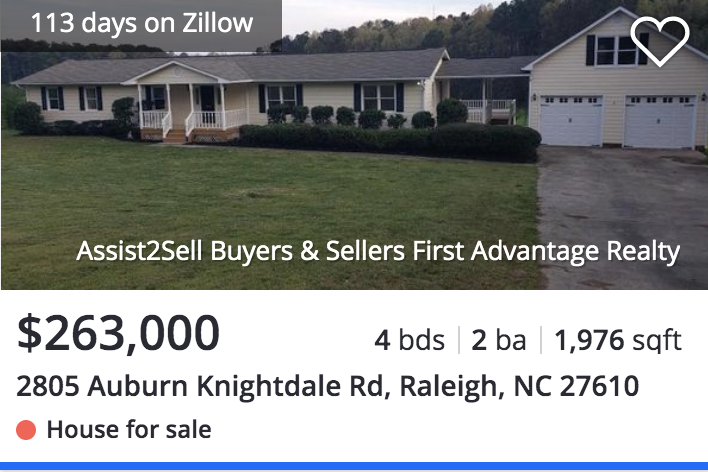 113 days on Zillow
Assist2Sell Buyers & Sellers First Advantage Realty
$263,000 4 bds | 2 ba | 1,976 sqft
2805 Auburn Knightdale Rd, Raleigh, NC 27610
House for sale